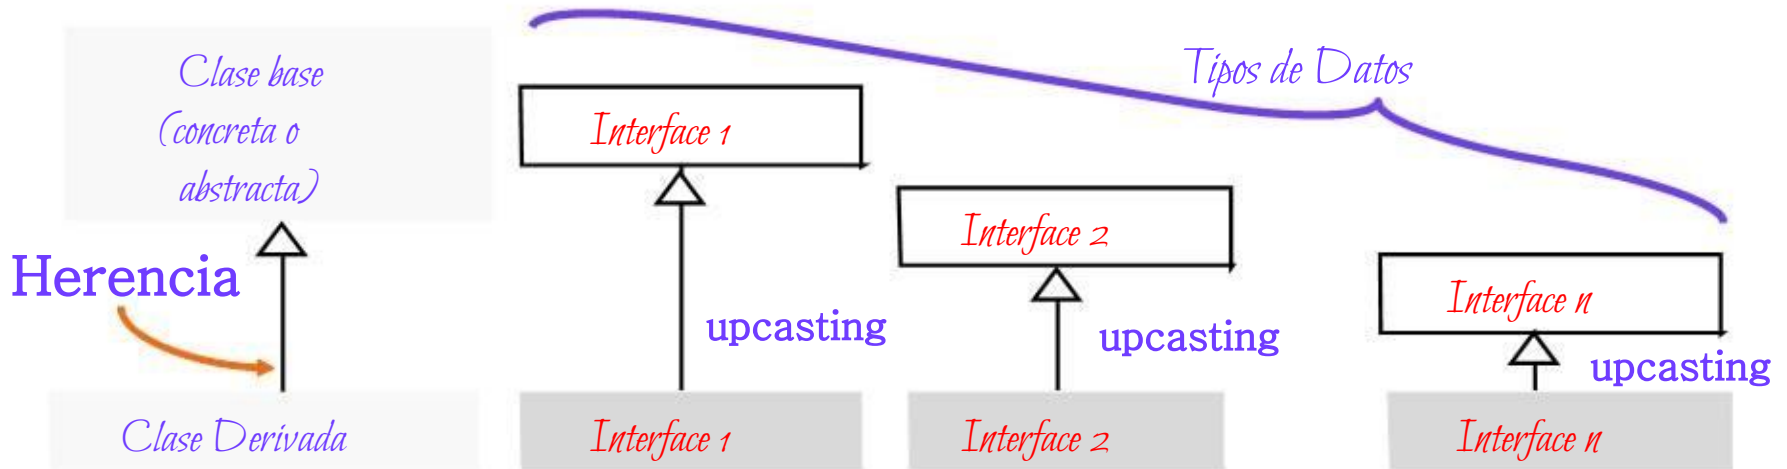 Clase base
(concreta o
abstracta)
Tipos de Datos
Interface 1
Interface 2
Interface n
Herencia
upcasting
upcasting
upcasting
Clase Derivada
Interface 1
Interface 2
Interface n